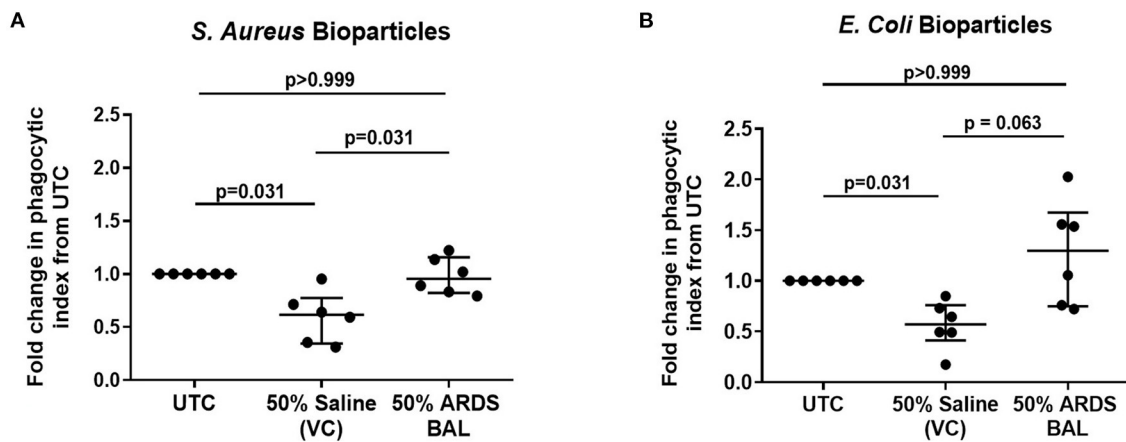 A
S. Aureus Bioparticles
p>0.999
p=0.031
p=0.031
Fold change in phagocytic
index from UTC
2.5
2.0
1.5
1.0
0.5
0.0
UTC
50% Saline
(VC)
50% ARDS
BAL
B
E. Coli Bioparticles
p>0.999
p = 0.063
p=0.031
Fold change in phagocytic
index from UTC
2.5
2.0
1.5
1.0
0.5
0.0
UTC
50% Saline
(VC)
50% ARDS
BAL